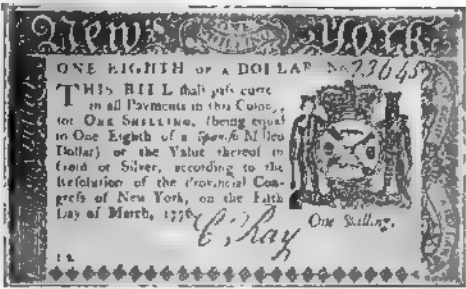 New York
ONE EIGHTH OF A DOLLAR No 23645
THIS BILL shall pass curre
in all Payments in this Colony,
for ONE SHILLING, (being equal
to One Eighth of a Spanish Milled
Dollar) or the Value thereof in
Gold or Silver, according to the
Resolution of the Provincial Con-
gress of New York, on the
Day of March, 1776.
One Shilling.